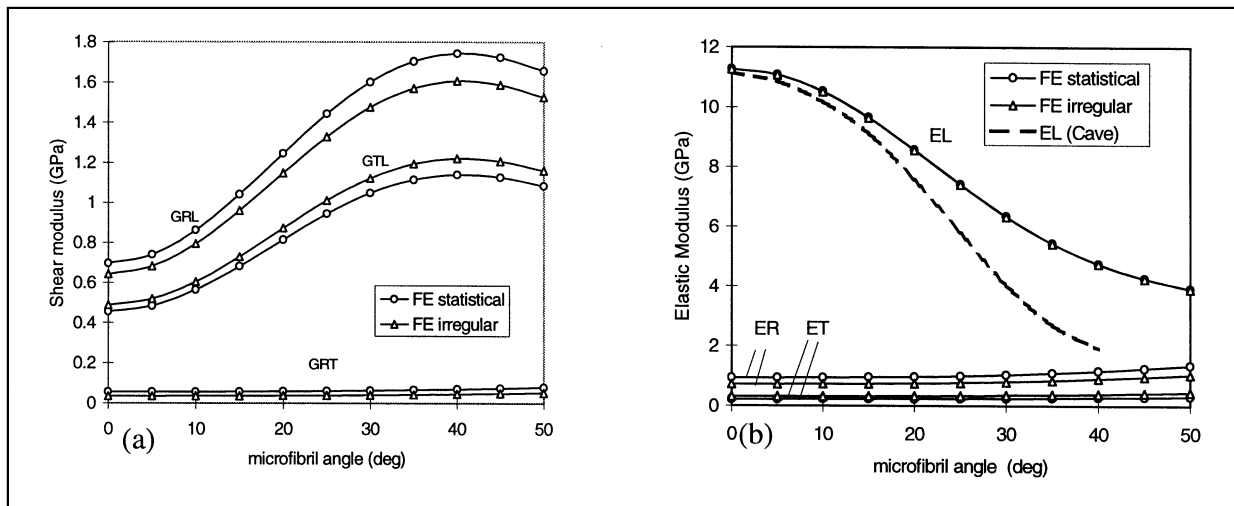 1.8
1.6
1.4
1.2
1
0.8
0.6
0.4
0.2
0
Shear modulus (GPa)
GRL
GTL
GRT
FE statistical
FE irregular
0 10 20 30 40 50
(a)
microfibril angle (deg)
12
10
8
6
4
2
0
Elastic Modulus (GPa)
FE statistical
FE irregular
EL (Cave)
EL
ER ET
0 10 20 30 40 50
(b)
microfibril angle (deg)